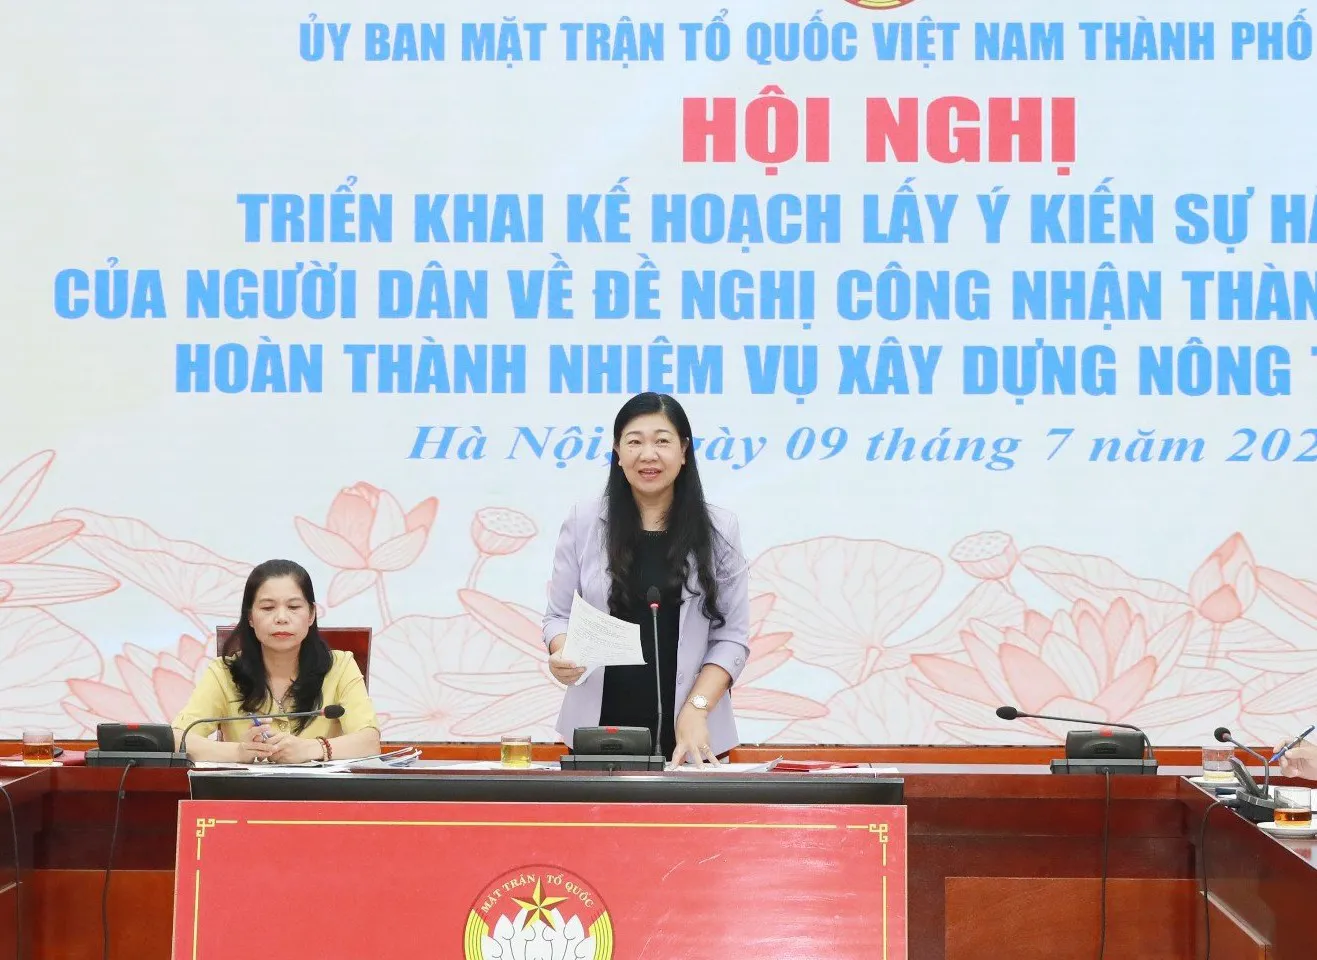 ỦY BAN MẶT TRẬN TỔ QUỐC VIỆT NAM THÀNH PHỐ
HỘI NGHỊ
TRIỂN KHAI KẾ HOẠCH LẤY Ý KIẾN SỰ HÀ
CỦA NGƯỜI DÂN VỀ ĐỀ NGHỊ CÔNG NHẬN THÀN
HOÀN THÀNH NHIỆM VỤ XÂY DỰNG NÔNG T
Hà Nội, ngày 09 tháng 7 năm 202
MẶT TRẬN TỔ QUỐC